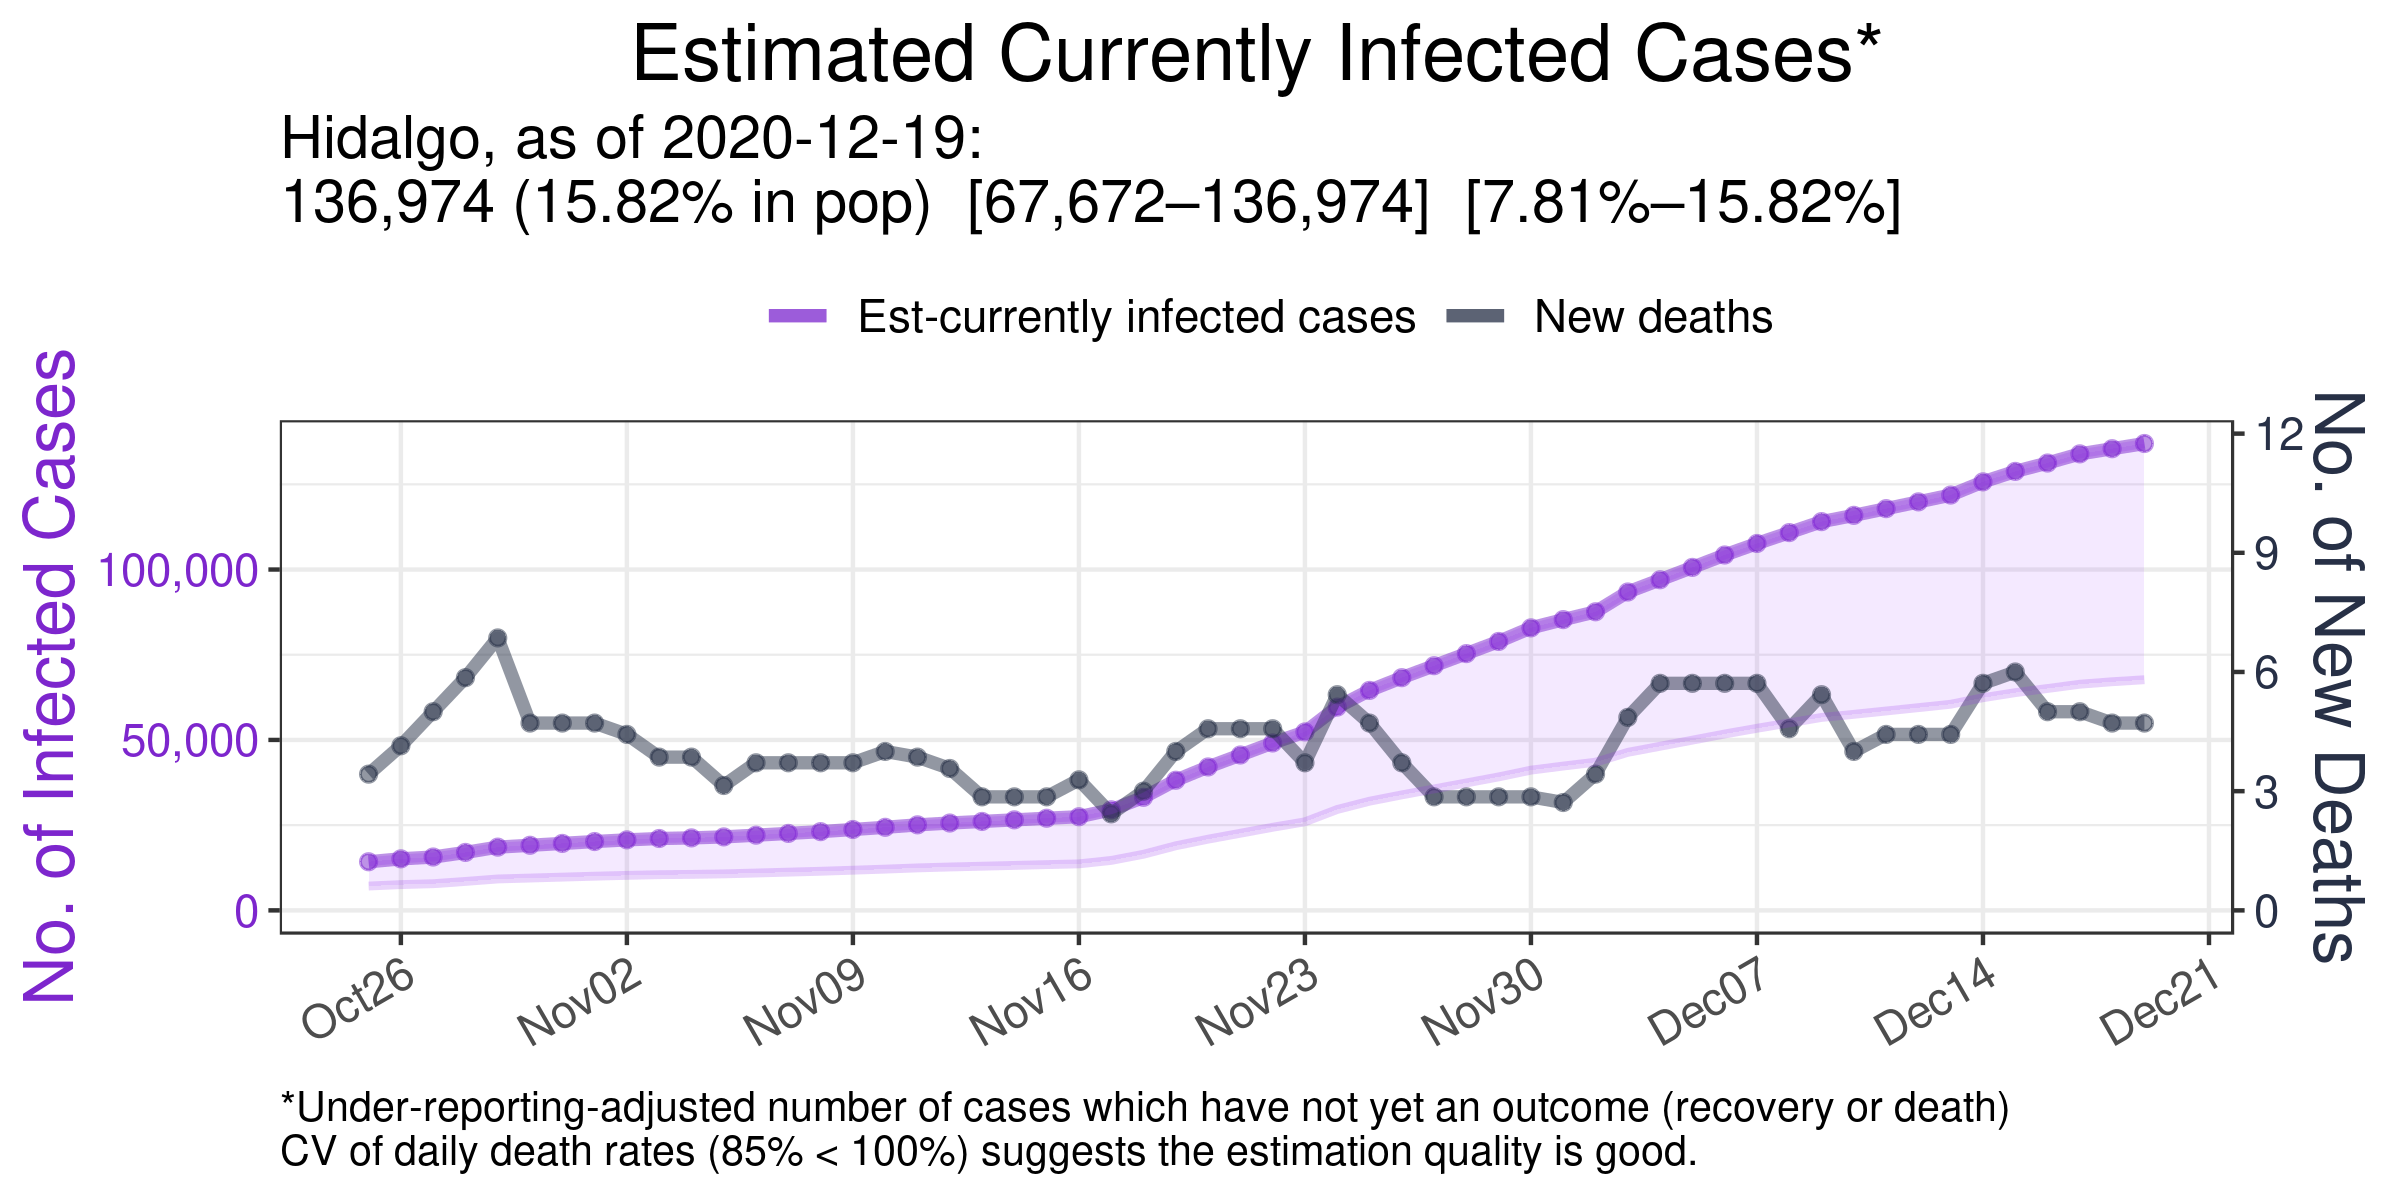 Estimated Currently Infected Cases*
Hidalgo, as of 2020-12-19:
136,974 (15.82% in pop)  [67,672–136,974]  [7.81%–15.82%]
Est-currently infected cases
New deaths
No. of Infected Cases
100,000
50,000
0
12
9
6
3
0
No. of New Deaths
Oct26
Nov02
Nov09
Nov16
Nov23
Nov30
Dec07
Dec14
Dec21
*Under-reporting-adjusted number of cases which have not yet an outcome (recovery or death)
CV of daily death rates (85% < 100%) suggests the estimation quality is good.